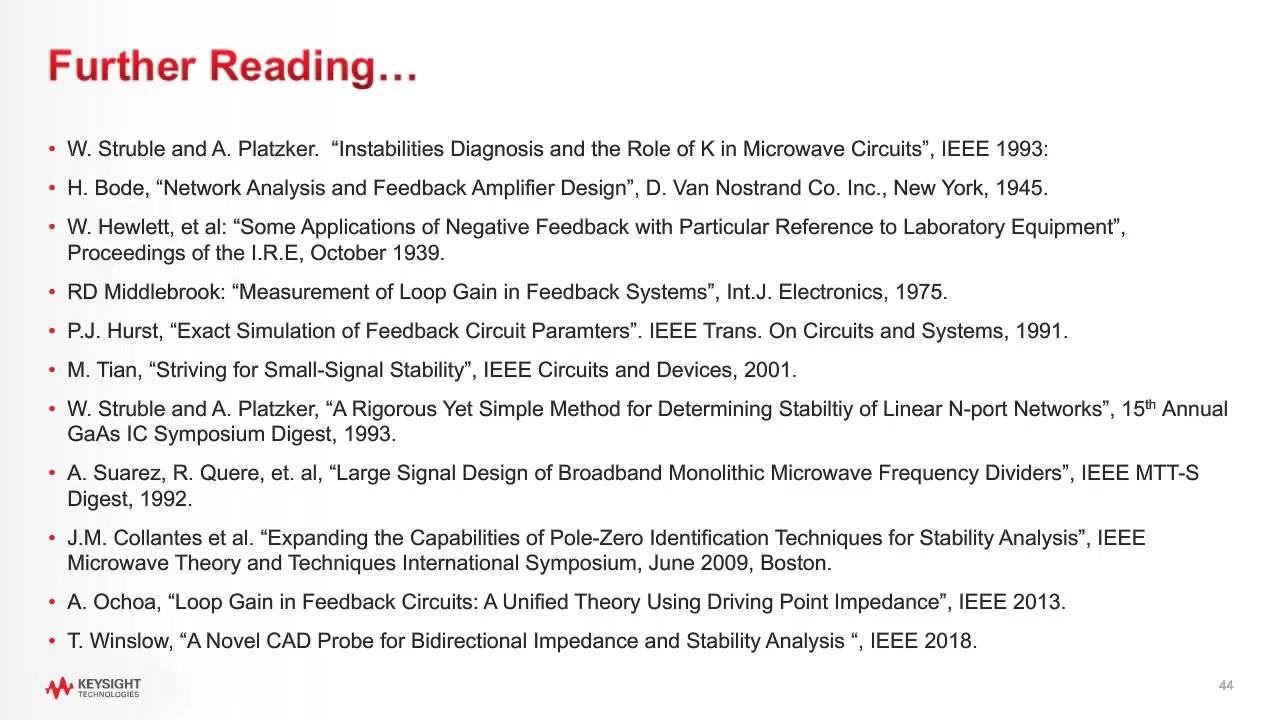 Further Reading…
• W. Struble and A. Platzker.  “Instabilities Diagnosis and the Role of K in Microwave Circuits”, IEEE 1993:
• H. Bode, “Network Analysis and Feedback Amplifier Design”, D. Van Nostrand Co. Inc., New York, 1945.
• W. Hewlett, et al: “Some Applications of Negative Feedback with Particular Reference to Laboratory Equipment”,
Proceedings of the I.R.E, October 1939.
• RD Middlebrook: “Measurement of Loop Gain in Feedback Systems”, Int.J. Electronics, 1975.
• P.J. Hurst, “Exact Simulation of Feedback Circuit Paramters”. IEEE Trans. On Circuits and Systems, 1991.
• M. Tian, “Striving for Small-Signal Stability”, IEEE Circuits and Devices, 2001.
• W. Struble and A. Platzker, “A Rigorous Yet Simple Method for Determining Stabiltiy of Linear N-port Networks”, 15th Annual
GaAs IC Symposium Digest, 1993.
• A. Suarez, R. Quere, et. al, “Large Signal Design of Broadband Monolithic Microwave Frequency Dividers”, IEEE MTT-S
Digest, 1992.
• J.M. Collantes et al. “Expanding the Capabilities of Pole-Zero Identification Techniques for Stability Analysis”, IEEE
Microwave Theory and Techniques International Symposium, June 2009, Boston.
• A. Ochoa, “Loop Gain in Feedback Circuits: A Unified Theory Using Driving Point Impedance”, IEEE 2013.
• T. Winslow, “A Novel CAD Probe for Bidirectional Impedance and Stability Analysis “, IEEE 2018.
KEYSIGHT
TECHNOLOGIES
44